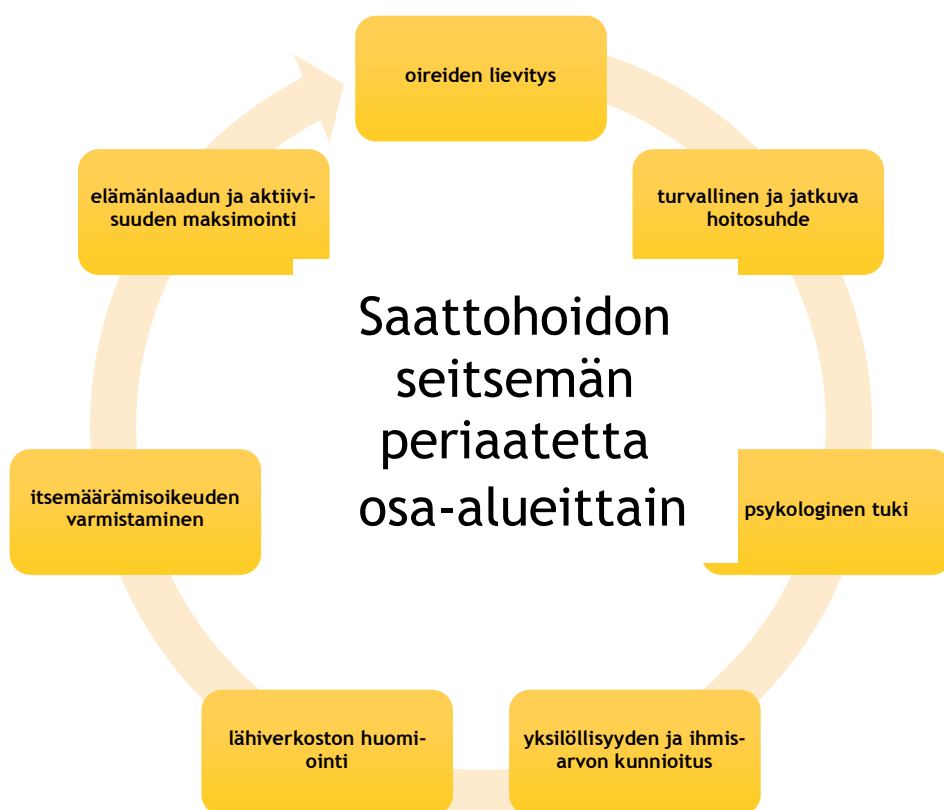 oireiden lievitys
turvallinen ja jatkuva
hoitosuhde
psykologinen tuki
yksilöllisyyden ja ihmis-
arvon kunnioitus
lähiverkoston huomi-
ointi
itsemäärämisoikeuden
varmistaminen
elämänlaadun ja aktiivi-
suuden maksimointi
Saattohoidon
seitsemän
periaatetta
osa-alueittain